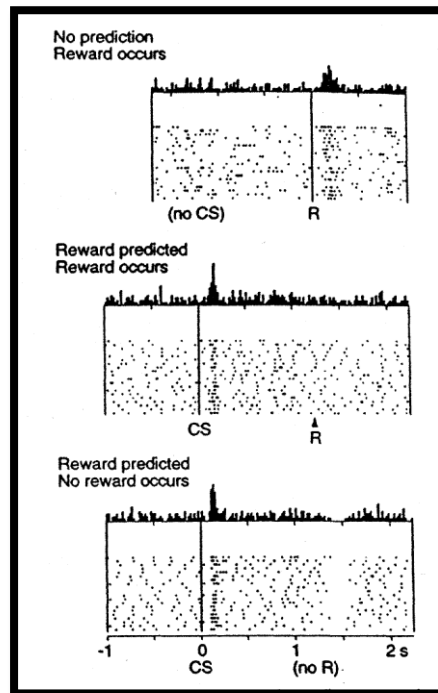 No prediction
Reward occurs
(no CS) R
Reward predicted
Reward occurs
CS R
Reward predicted
No reward occurs
-1 0 1 2 s
CS (no R)